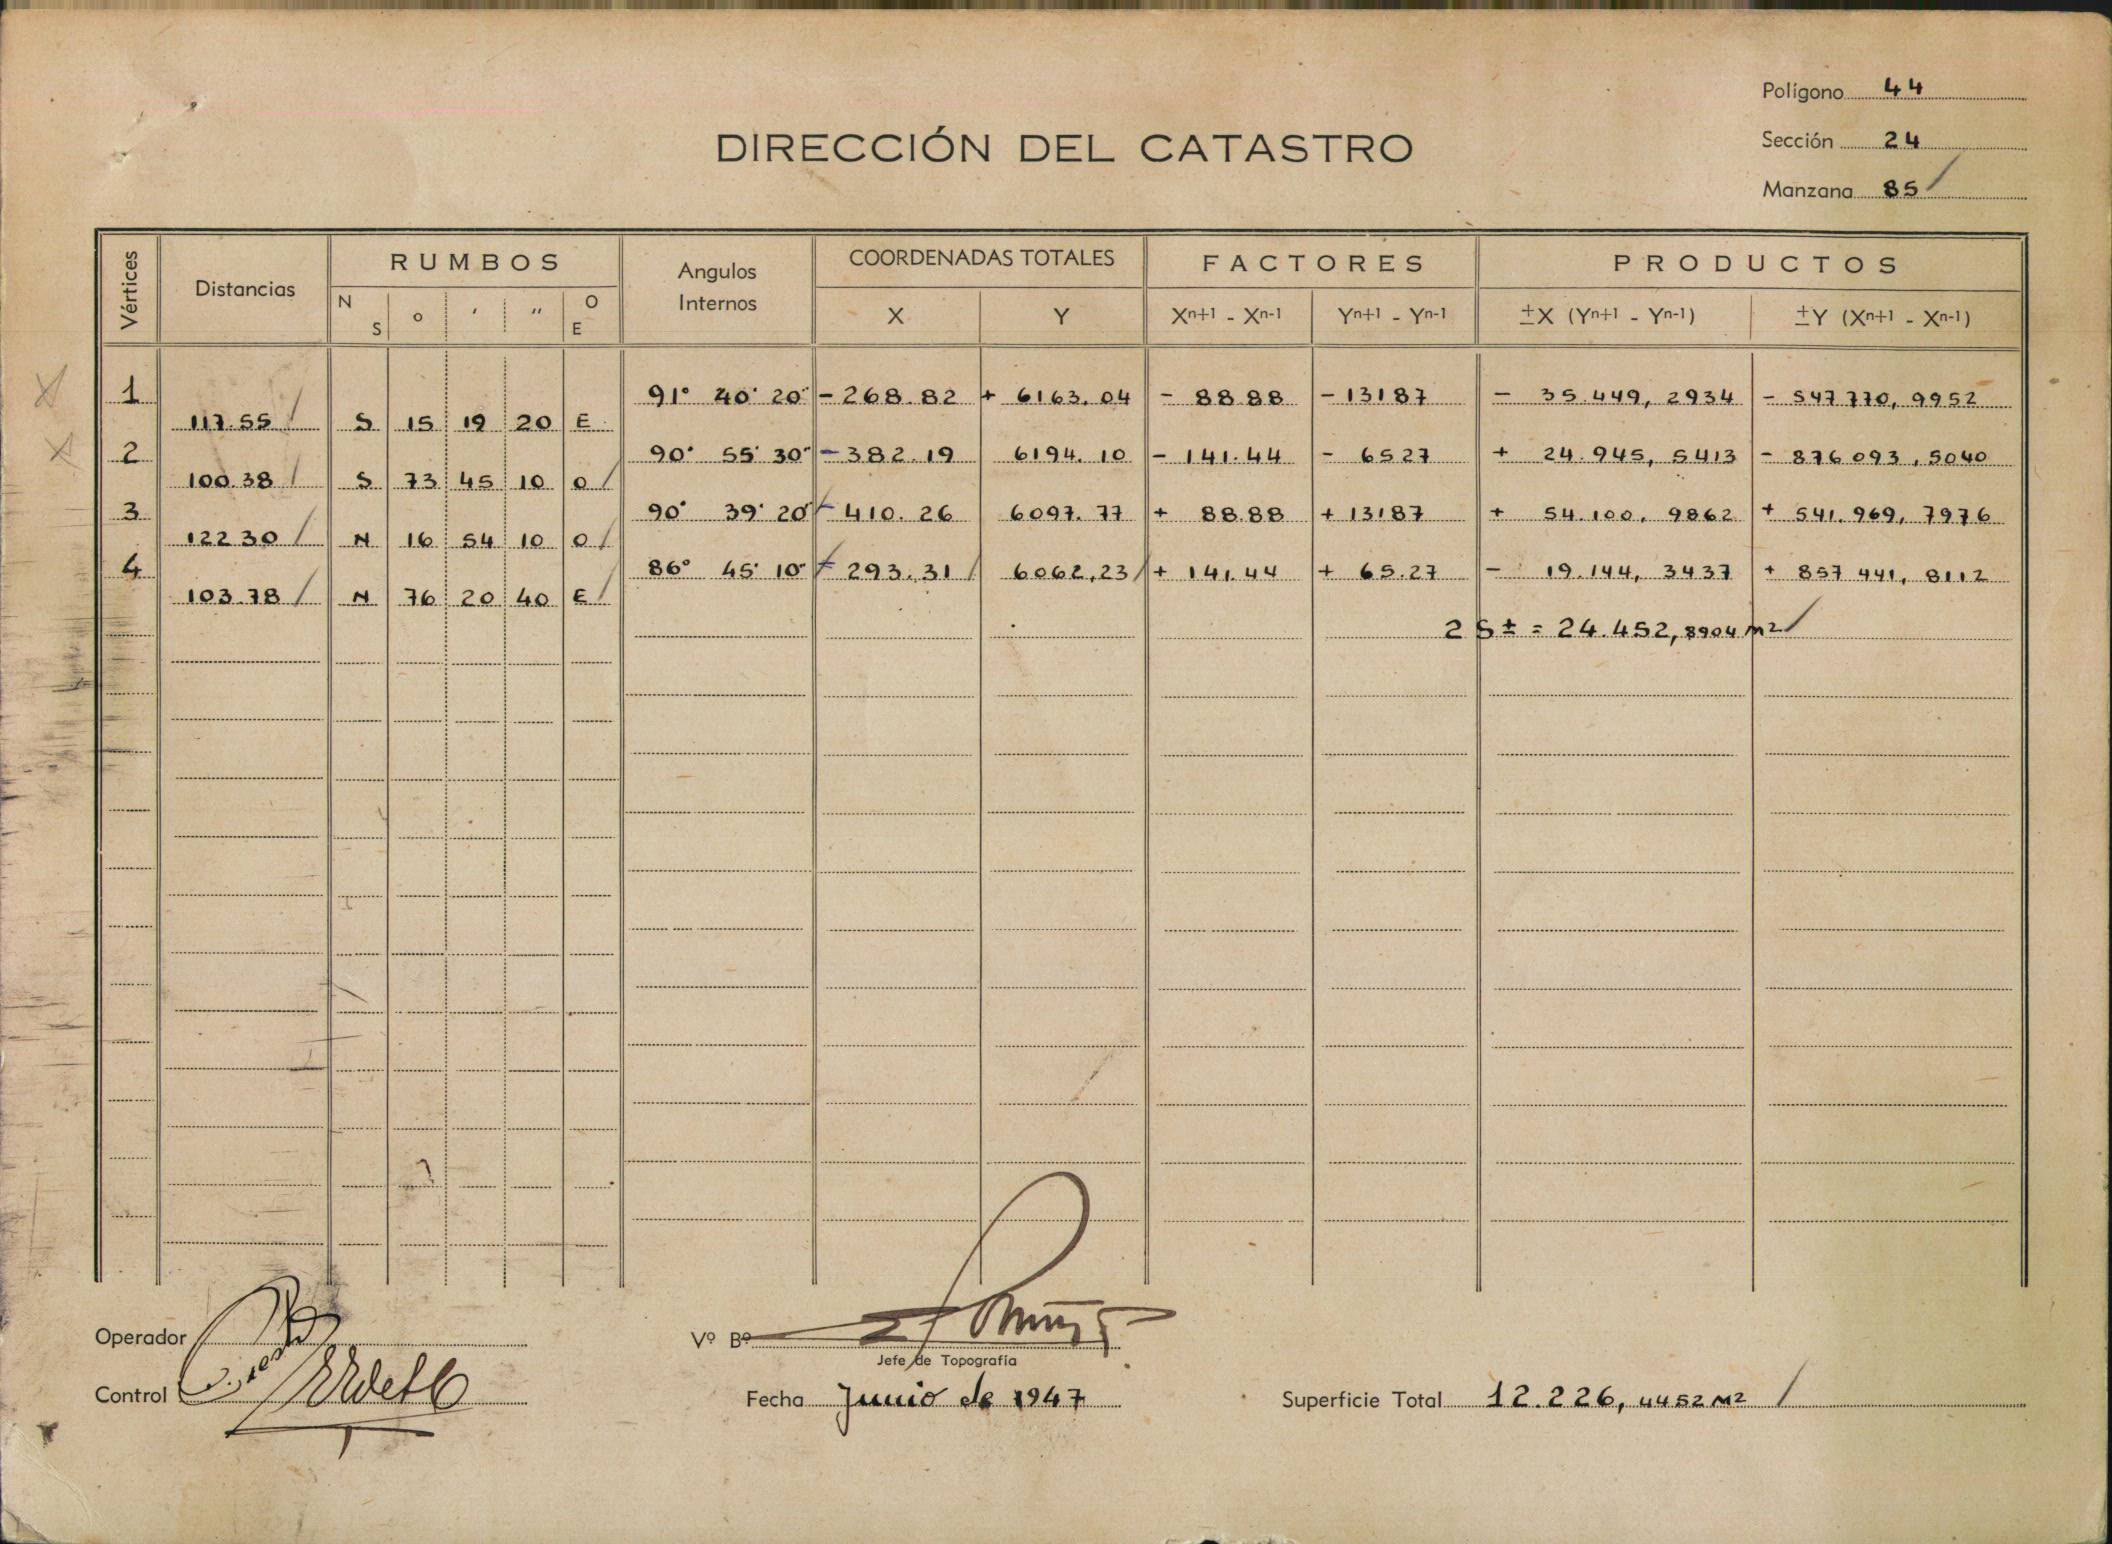 Polígono 44
DIRECCIÓN DEL CATASTRO
Sección 24
Manzana 85
Vértices Distancias RUMBOS Angulos Internos COORDENADAS TOTALES FACTORES PRODUCTOS
N S ° ' " O E X Y Xn+1 - Xn-1 Yn+1 - Yn-1 ±X (Yn+1 - Yn-1) ±Y (Xn+1 - Xn-1)
1 91° 40' 20" - 268.82 + 6163.04 - 88.88 - 13187 - 35.449,2934 - 547 770,9952
117.55 S 15 19 20 E
2 90° 55' 30" - 382.19 6194.10 - 141.44 - 6527 + 24.945,5413 - 876 093,5040
100.38 S 73 45 10 O
3 90° 39' 20" - 410.26 6097.77 + 88.88 + 13187 + 54.100,9862 + 541.969,7976
122 30 N 16 54 10 O
4 86° 45' 10" - 293.31 6062,23 + 141.44 + 65.27 - 19.144,3437 + 857 441,8112
103.78 N 76 20 40 E
2 S± = 24.452,8904 m2
Operador
Vº Bº
Jefe de Topografía
Control
Fecha Junio de 1947
Superficie Total 12.226,4452 M2